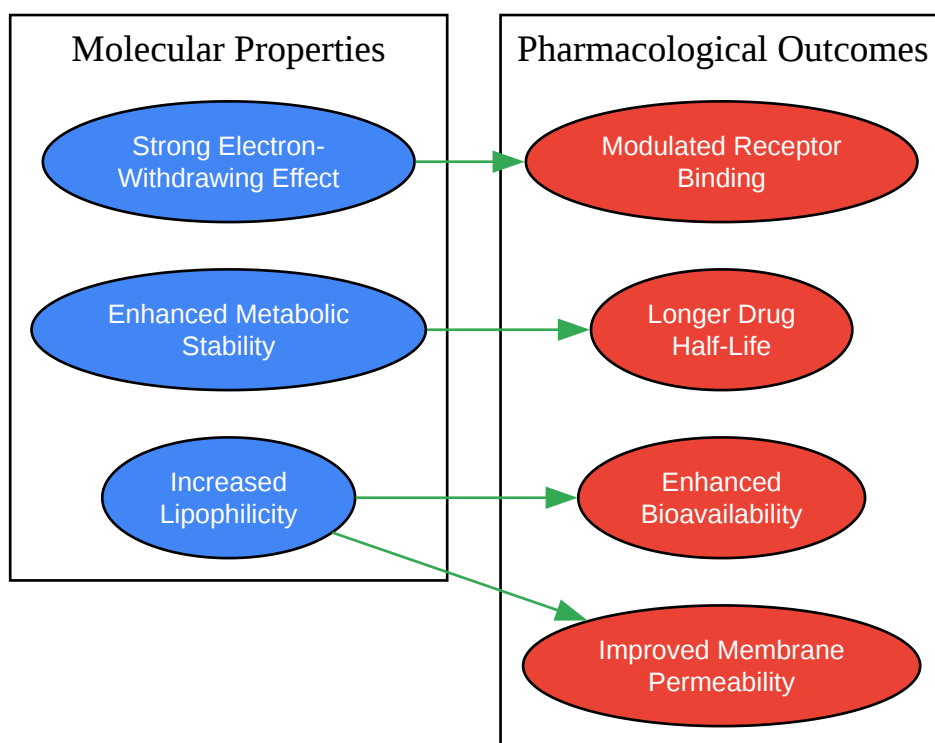 Molecular Properties
Strong Electron-
Withdrawing Effect
Enhanced Metabolic
Stability
Increased
Lipophilicity
Pharmacological Outcomes
Modulated Receptor
Binding
Longer Drug
Half-Life
Enhanced
Bioavailability
Improved Membrane
Permeability